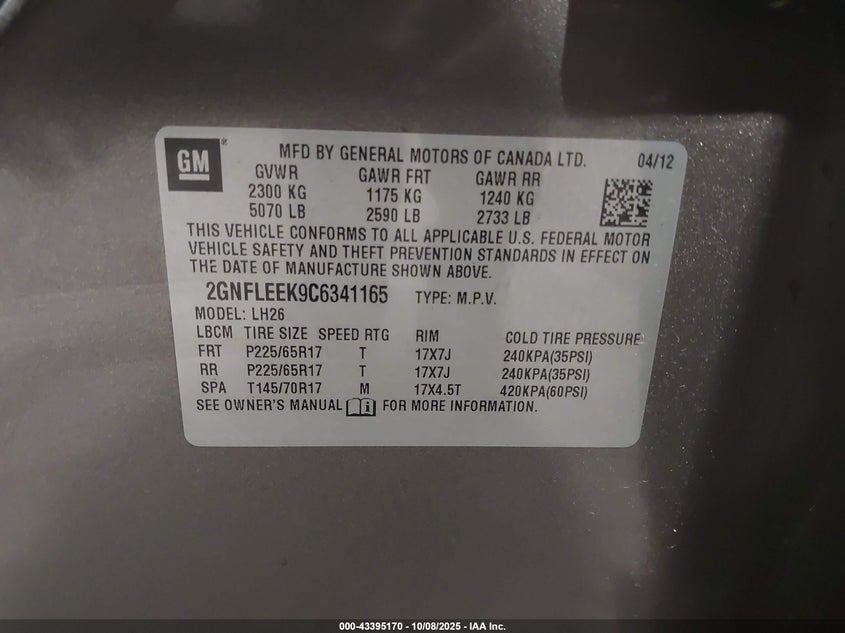 GM ®
MFD BY GENERAL MOTORS OF CANADA LTD. 04/12
GVWR GAWR FRT GAWR RR
2300 KG 1175 KG 1240 KG
5070 LB 2590 LB 2733 LB
THIS VEHICLE CONFORMS TO ALL APPLICABLE U.S. FEDERAL MOTOR
VEHICLE SAFETY AND THEFT PREVENTION STANDARDS IN EFFECT ON
THE DATE OF MANUFACTURE SHOWN ABOVE.
2GNFLEEK9C6341165 TYPE: M.P.V.
MODEL: LH26
LBCM TIRE SIZE SPEED RTG RIM COLD TIRE PRESSURE
FRT P225/65R17 T 17X7J 240KPA(35PSI)
RR P225/65R17 T 17X7J 240KPA(35PSI)
SPA T145/70R17 M 17X4.5T 420KPA(60PSI)
SEE OWNER'S MANUAL i FOR MORE INFORMATION.
000-43395170 - 10/08/2025 - IAA Inc.